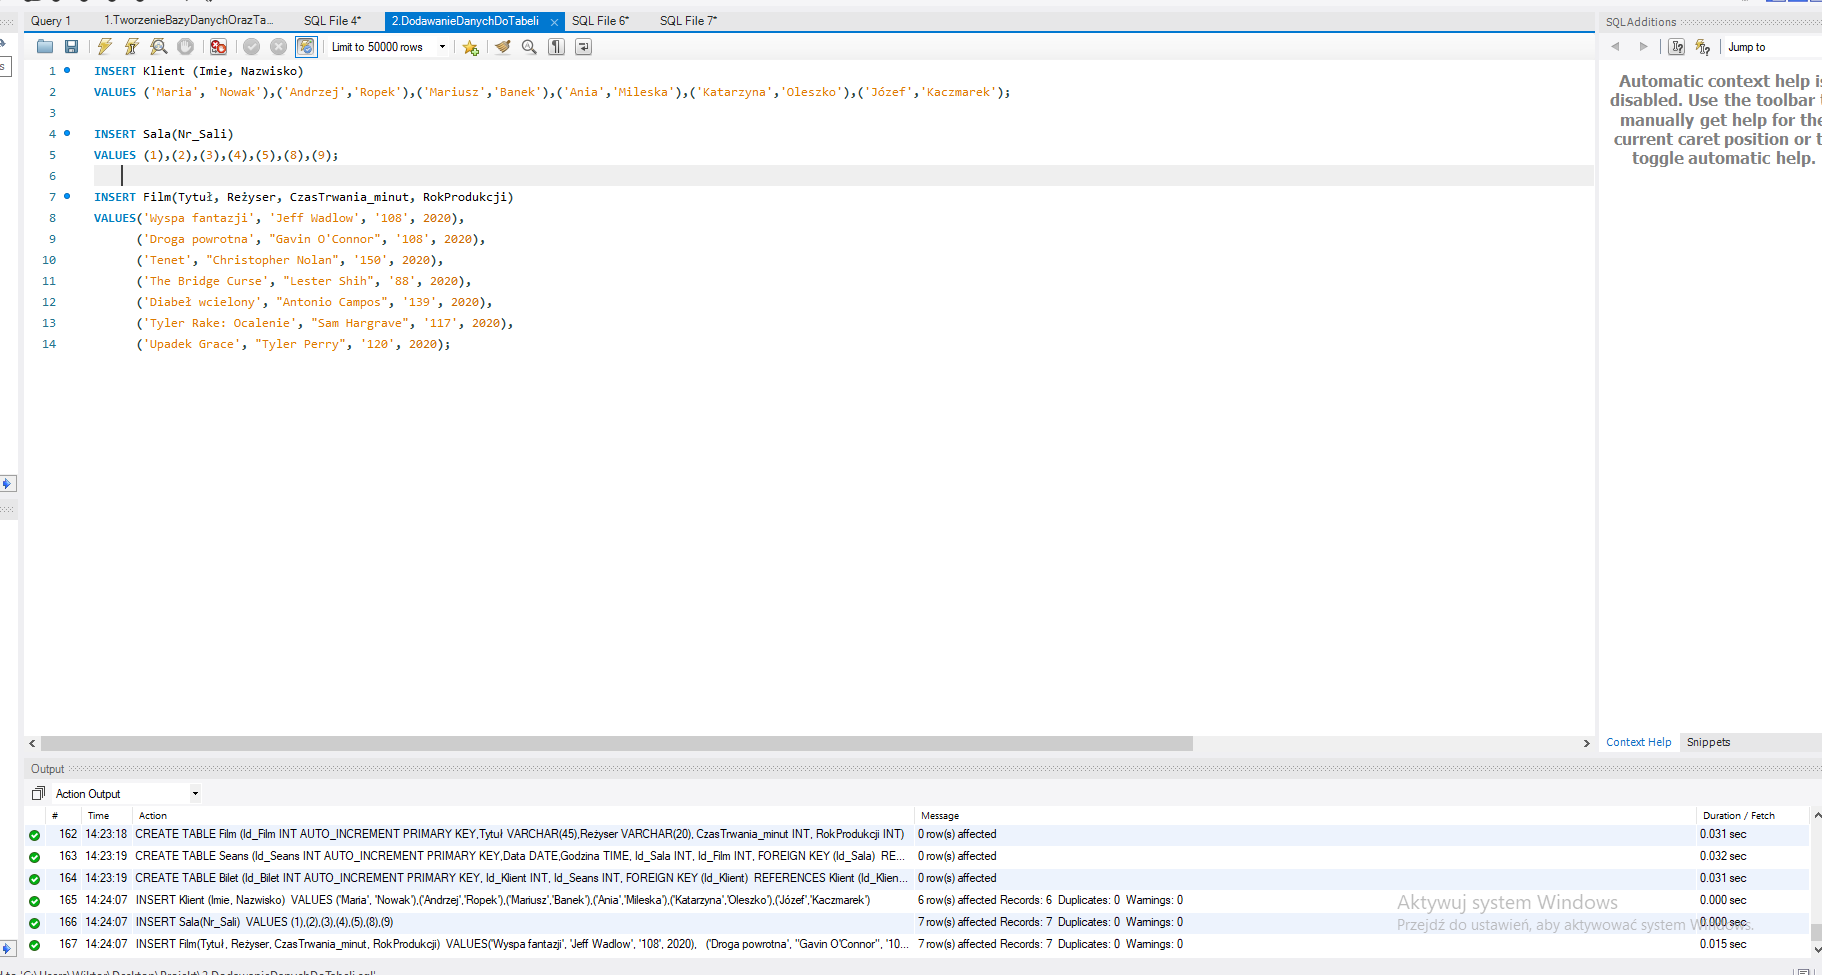 Query 1 1.TworzenieBazyDanychOrazTa... SQL File 4* 2.DodawanieDanychDoTabeli SQL File 6* SQL File 7*
SQLAdditions
Limit to 50000 rows
Jump to
1 INSERT Klient (Imie, Nazwisko)
2 VALUES ('Maria', 'Nowak'),('Andrzej','Ropek'),('Mariusz','Banek'),('Ania','Mileska'),('Katarzyna','Oleszko'),('Józef','Kaczmarek');
3
4 INSERT Sala(Nr_Sali)
5 VALUES (1),(2),(3),(4),(5),(8),(9);
6
7 INSERT Film(Tytuł, Reżyser, CzasTrwania_minut, RokProdukcji)
8 VALUES('Wyspa fantazji', 'Jeff Wadlow', '108', 2020),
9 ('Droga powrotna', "Gavin O'Connor", '108', 2020),
10 ('Tenet', "Christopher Nolan", '150', 2020),
11 ('The Bridge Curse', "Lester Shih", '88', 2020),
12 ('Diabeł wcielony', "Antonio Campos", '139', 2020),
13 ('Tyler Rake: Ocalenie', "Sam Hargrave", '117', 2020),
14 ('Upadek Grace', "Tyler Perry", '120', 2020);
Automatic context help is
disabled. Use the toolbar
manually get help for the
current caret position or
toggle automatic help.
Context Help Snippets
Output
Action Output
# Time Action Message Duration / Fetch
162 14:23:18 CREATE TABLE Film (Id_Film INT AUTO_INCREMENT PRIMARY KEY,Tytuł VARCHAR(45),Reżyser VARCHAR(20), CzasTrwania_minut INT, RokProdukcji INT) 0 row(s) affected 0.031 sec
163 14:23:19 CREATE TABLE Seans (Id_Seans INT AUTO_INCREMENT PRIMARY KEY,Data DATE,Godzina TIME, Id_Sala INT, Id_Film INT, FOREIGN KEY (Id_Sala) RE... 0 row(s) affected 0.032 sec
164 14:23:19 CREATE TABLE Bilet (Id_Bilet INT AUTO_INCREMENT PRIMARY KEY, Id_Klient INT, Id_Seans INT, FOREIGN KEY (Id_Klient) REFERENCES Klient (Id_Klien... 0 row(s) affected 0.031 sec
165 14:24:07 INSERT Klient (Imie, Nazwisko) VALUES ('Maria', 'Nowak'),('Andrzej','Ropek'),('Mariusz','Banek'),('Ania','Mileska'),('Katarzyna','Oleszko'),('Józef','Kaczmarek') 6 row(s) affected Records: 6 Duplicates: 0 Warnings: 0 0.000 sec
166 14:24:07 INSERT Sala(Nr_Sali) VALUES (1),(2),(3),(4),(5),(8),(9) 7 row(s) affected Records: 7 Duplicates: 0 Warnings: 0 0.000 sec
167 14:24:07 INSERT Film(Tytuł, Reżyser, CzasTrwania_minut, RokProdukcji) VALUES('Wyspa fantazji', 'Jeff Wadlow', '108', 2020), ('Droga powrotna', "Gavin O'Connor", '10... 7 row(s) affected Records: 7 Duplicates: 0 Warnings: 0 0.015 sec
Aktywuj system Windows
Przejdź do ustawień, aby aktywować system Windows.